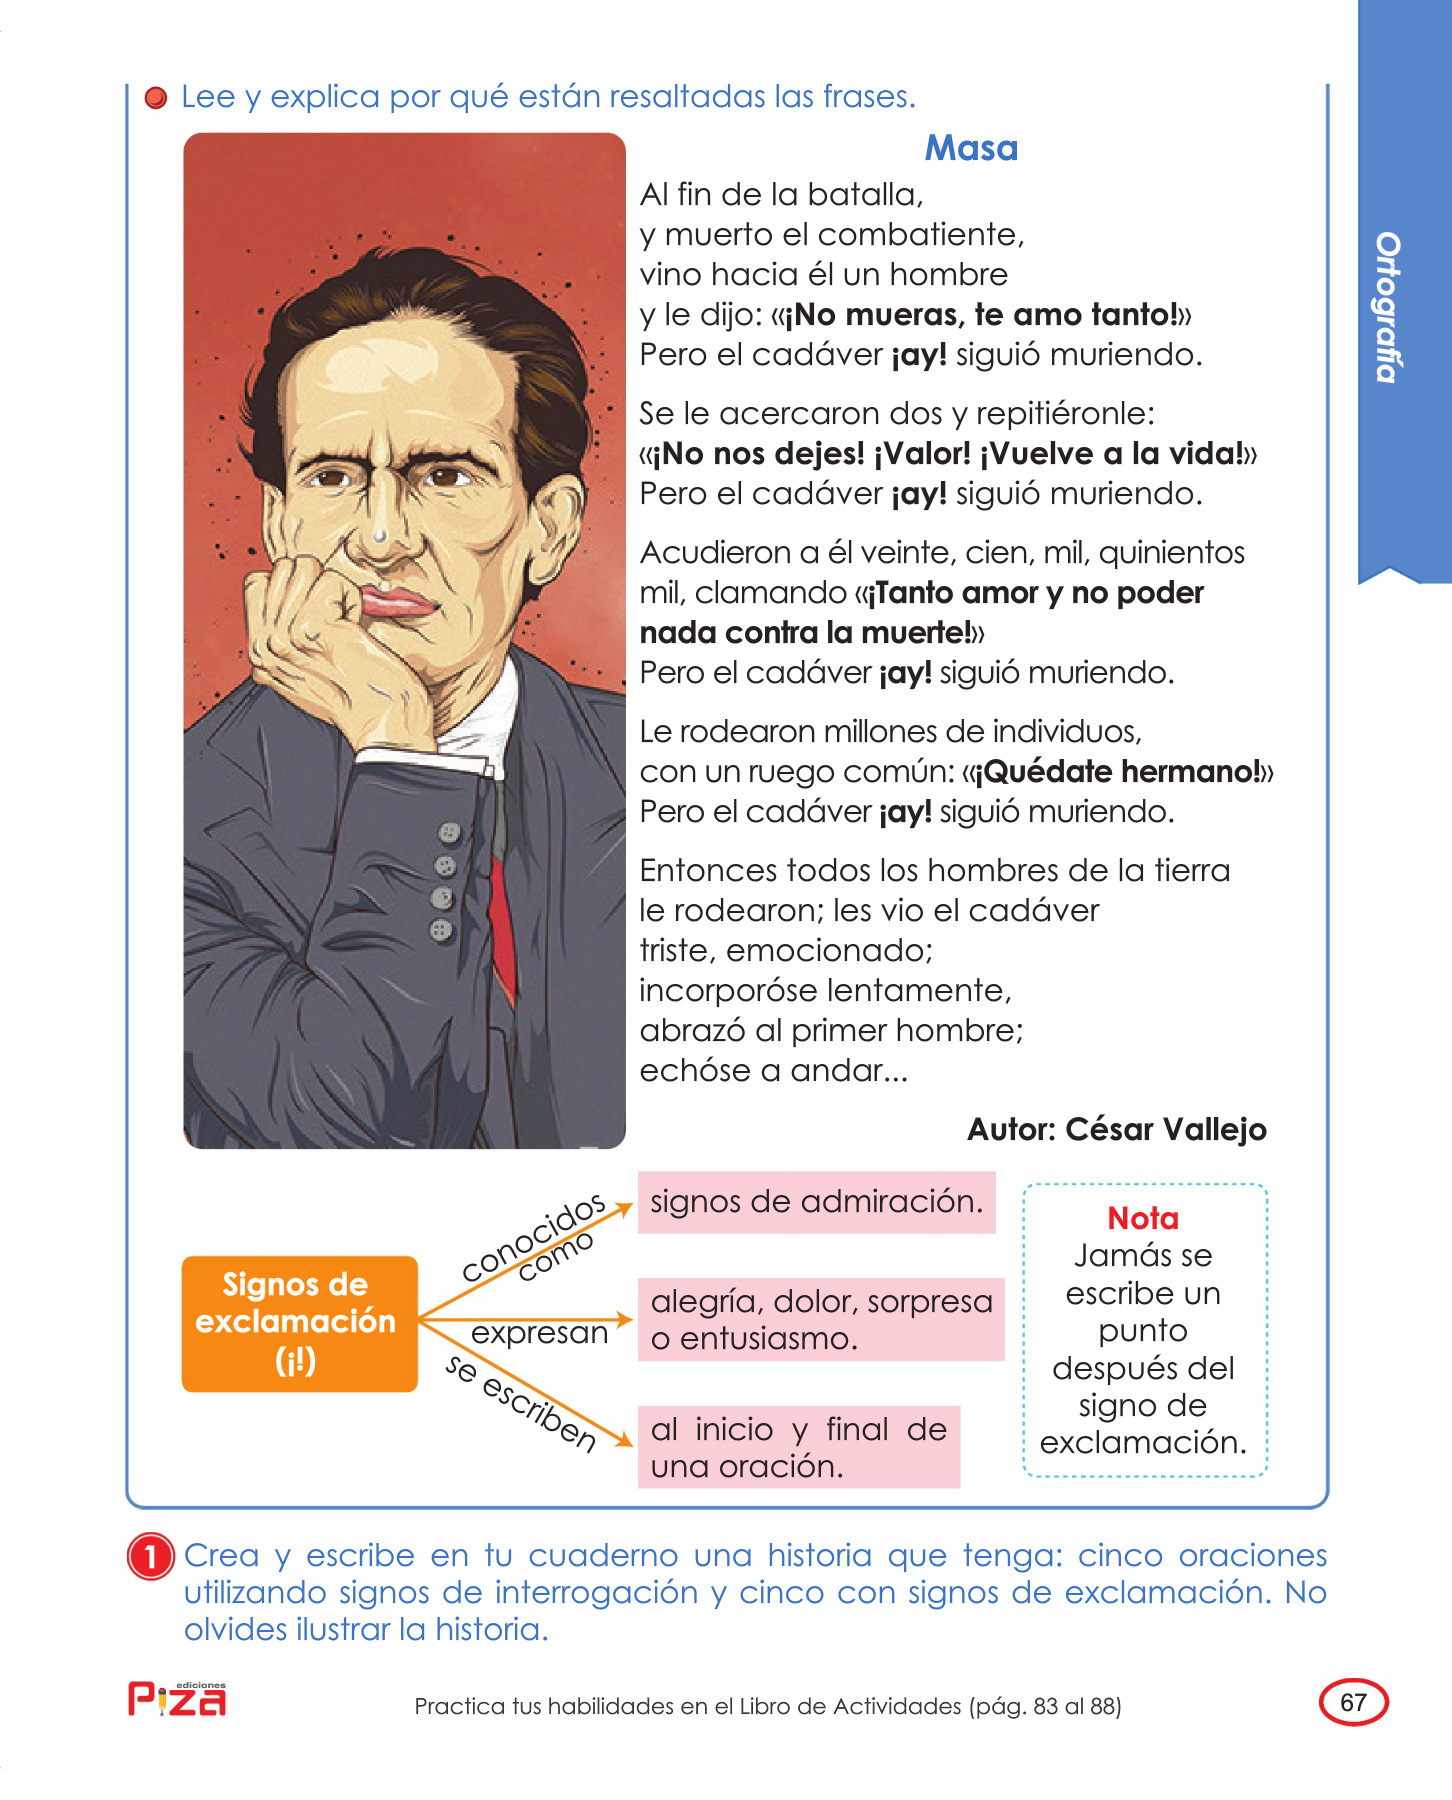 Lee y explica por qué están resaltadas las frases.
Masa
Al fin de la batalla,
y muerto el combatiente,
vino hacia él un hombre
y le dijo: «¡No mueras, te amo tanto!»
Pero el cadáver ¡ay! siguió muriendo.
Se le acercaron dos y repitiéronle:
«¡No nos dejes! ¡Valor! ¡Vuelve a la vida!»
Pero el cadáver ¡ay! siguió muriendo.
Acudieron a él veinte, cien, mil, quinientos
mil, clamando «¡Tanto amor y no poder
nada contra la muerte!»
Pero el cadáver ¡ay! siguió muriendo.
Le rodearon millones de individuos,
con un ruego común: «¡Quédate hermano!»
Pero el cadáver ¡ay! siguió muriendo.
Entonces todos los hombres de la tierra
le rodearon; les vio el cadáver
triste, emocionado;
incorporóse lentamente,
abrazó al primer hombre;
echóse a andar...
Autor: César Vallejo
Ortografía
Signos de
exclamación
(¡!)
conocidos
como
signos de admiración.
expresan
alegría, dolor, sorpresa
o entusiasmo.
se escriben
al inicio y final de
una oración.
Nota
Jamás se
escribe un
punto
después del
signo de
exclamación.
1 Crea y escribe en tu cuaderno una historia que tenga: cinco oraciones
utilizando signos de interrogación y cinco con signos de exclamación. No
olvides ilustrar la historia.
ediciones
Piza
Practica tus habilidades en el Libro de Actividades (pág. 83 al 88)
67